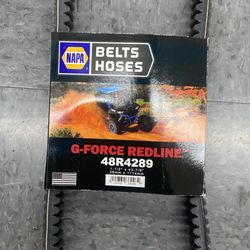 NAPA
BELTS
HOSES
G-FORCE REDLINE
48R4289